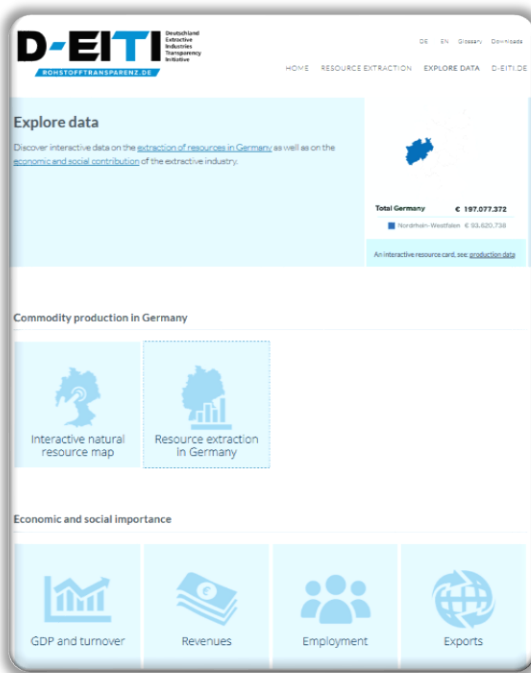 D-EITI
Deutschland
Extractive
Industries
Transparency
Initiative
ROHSTOFFTRANSPARENZ.DE
DE EN Glossary Downloads
HOME RESOURCE EXTRACTION EXPLORE DATA D-EITI.DE
Explore data
Discover interactive data on the extraction of resources in Germany as well as on the
economic and social contribution of the extractive industry.
Total Germany € 197,077,372
Nordrhein-Westfalen € 93,620,738
An interactive resource card, see: production data
Commodity production in Germany
Interactive natural
resource map
Resource extraction
in Germany
Economic and social importance
GDP and turnover
Revenues
Employment
Exports